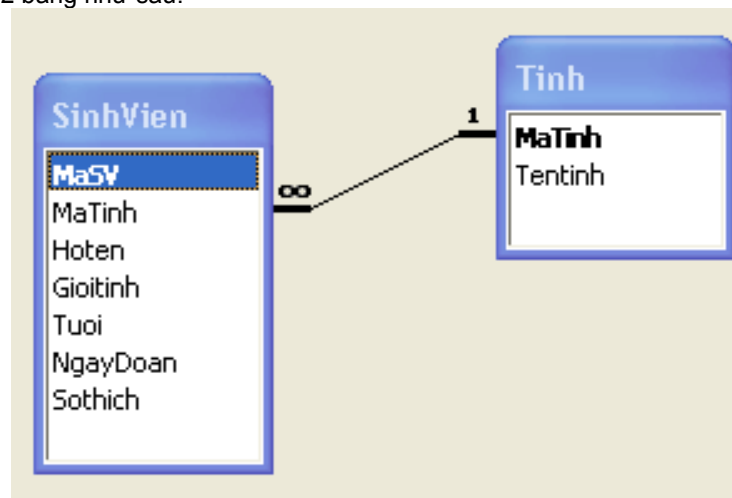 2 bảng như sau:
SinhVien
MaSV
MaTinh
Hoten
Gioitinh
Tuoi
NgayDoan
Sothich
∞
1
Tinh
MaTinh
Tentinh